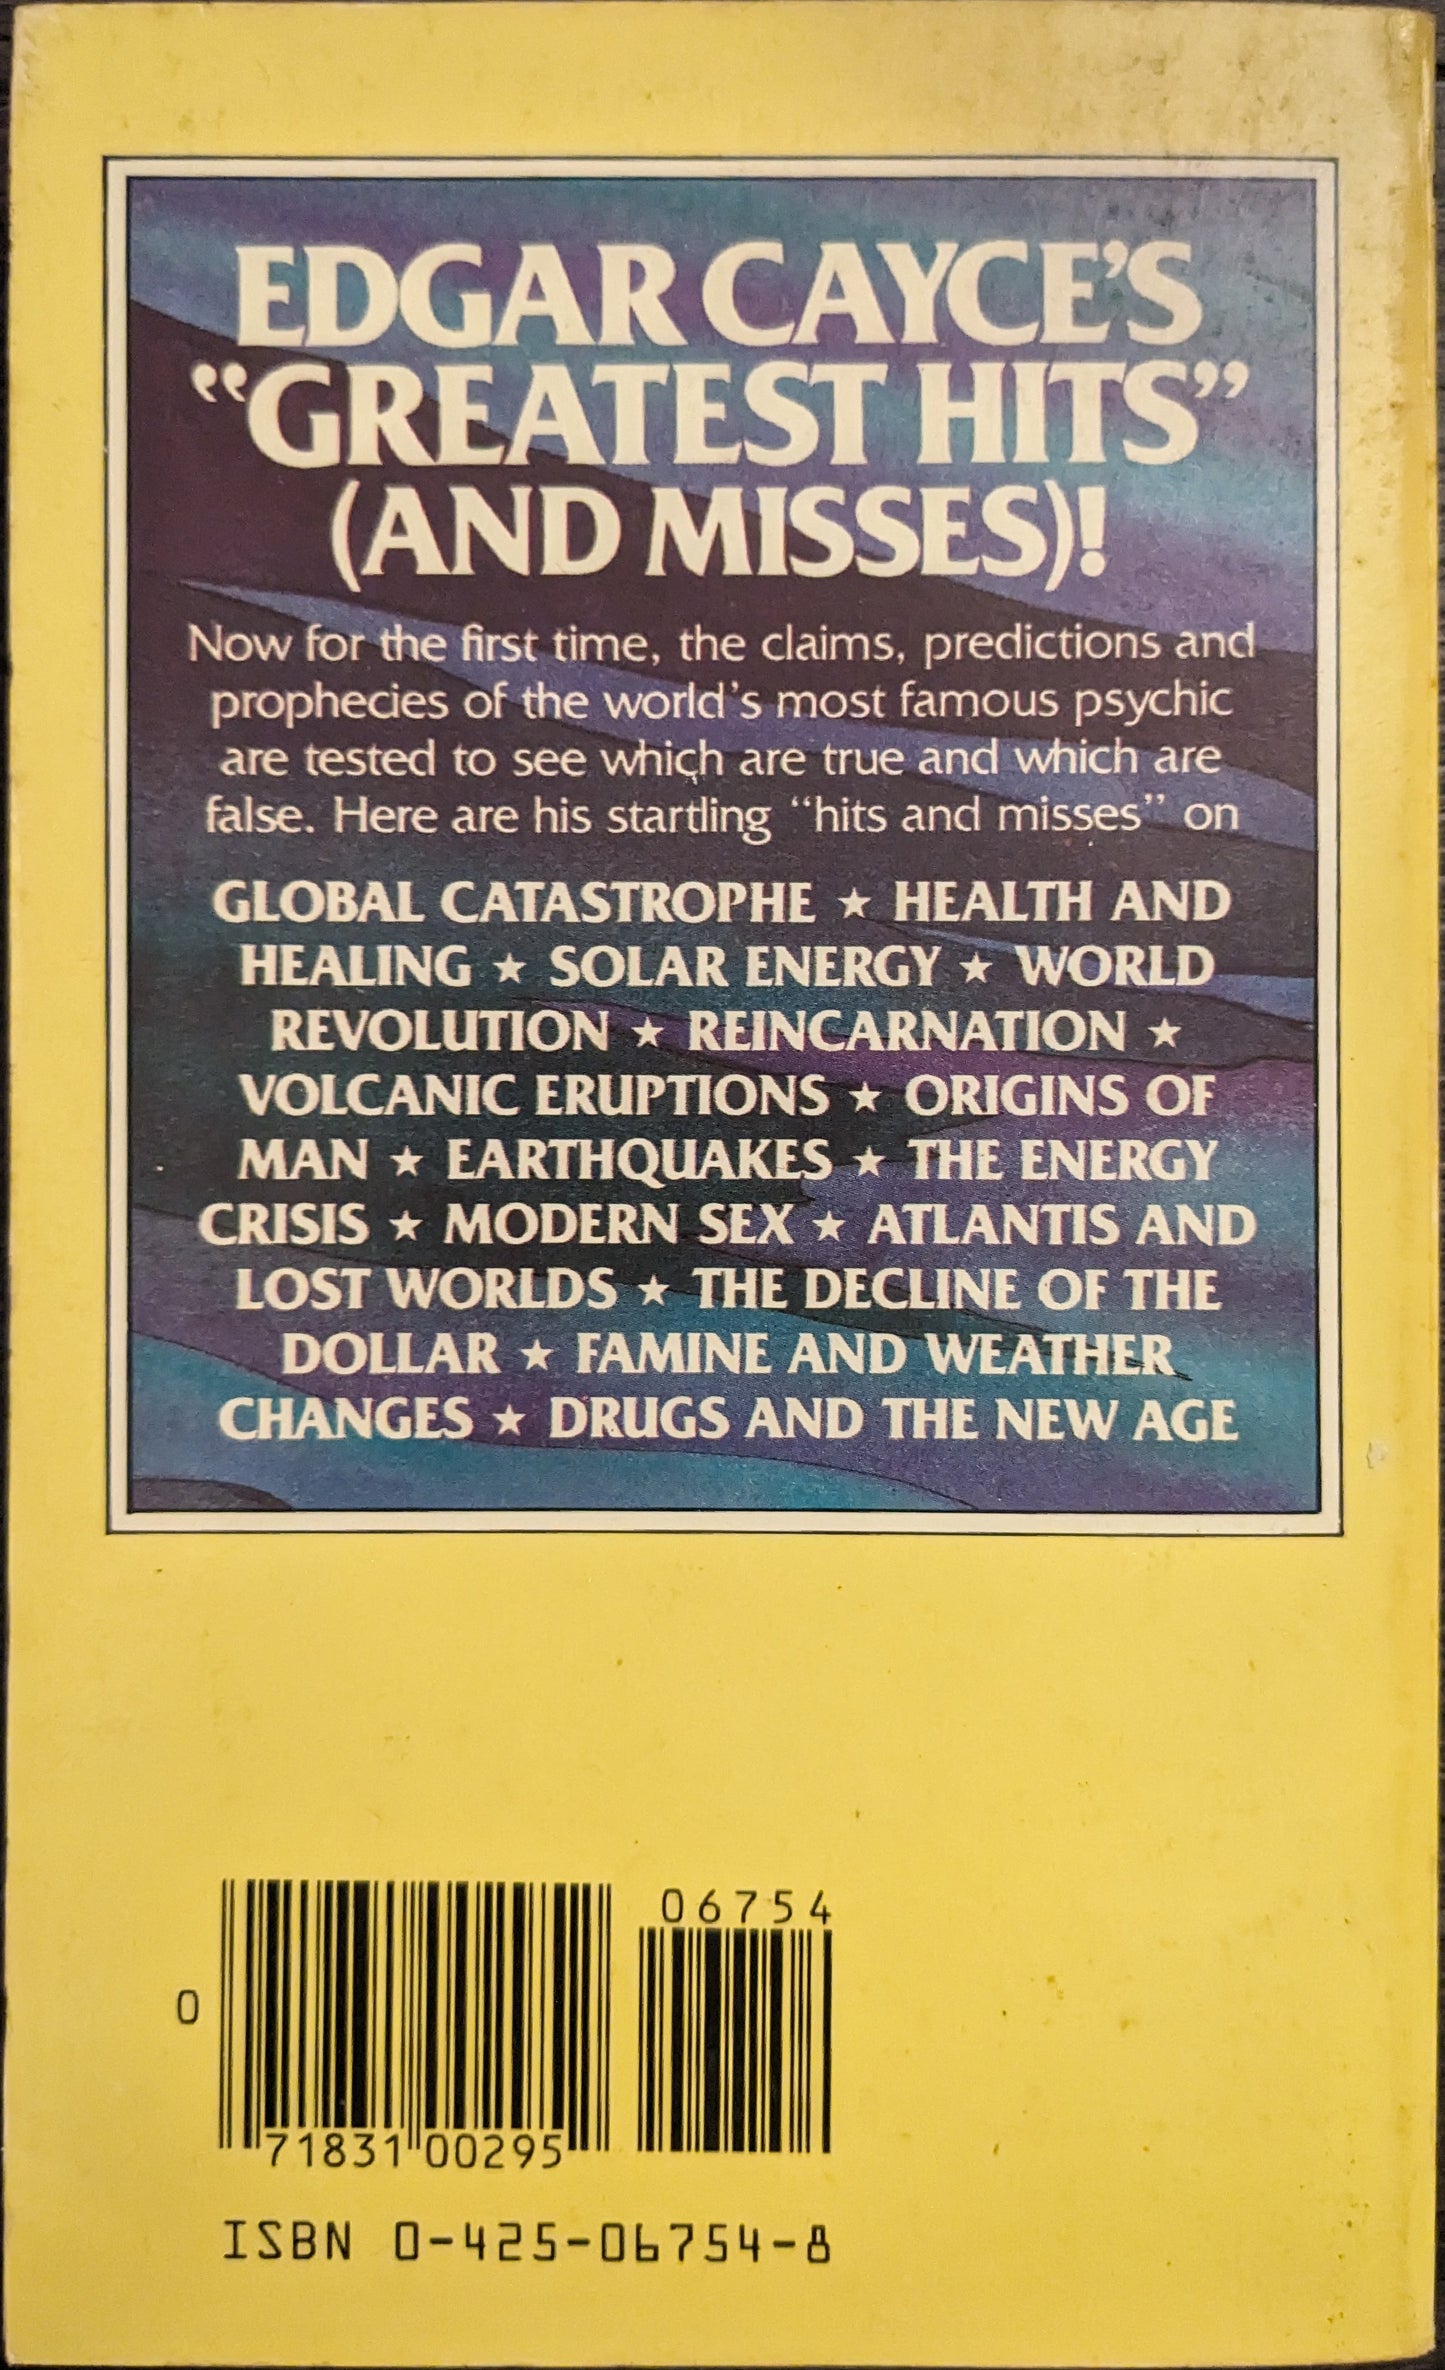 EDGAR CAYCE'S
“GREATEST HITS”
(AND MISSES)!
Now for the first time, the claims, predictions and
prophecies of the world's most famous psychic
are tested to see which are true and which are
false. Here are his startling “hits and misses” on
GLOBAL CATASTROPHE ★ HEALTH AND
HEALING ★ SOLAR ENERGY ★ WORLD
REVOLUTION ★ REINCARNATION ★
VOLCANIC ERUPTIONS ★ ORIGINS OF
MAN ★ EARTHQUAKES ★ THE ENERGY
CRISIS ★ MODERN SEX ★ ATLANTIS AND
LOST WORLDS ★ THE DECLINE OF THE
DOLLAR ★ FAMINE AND WEATHER
CHANGES ★ DRUGS AND THE NEW AGE
06754
0
71831 00295
ISBN 0-425-06754-8